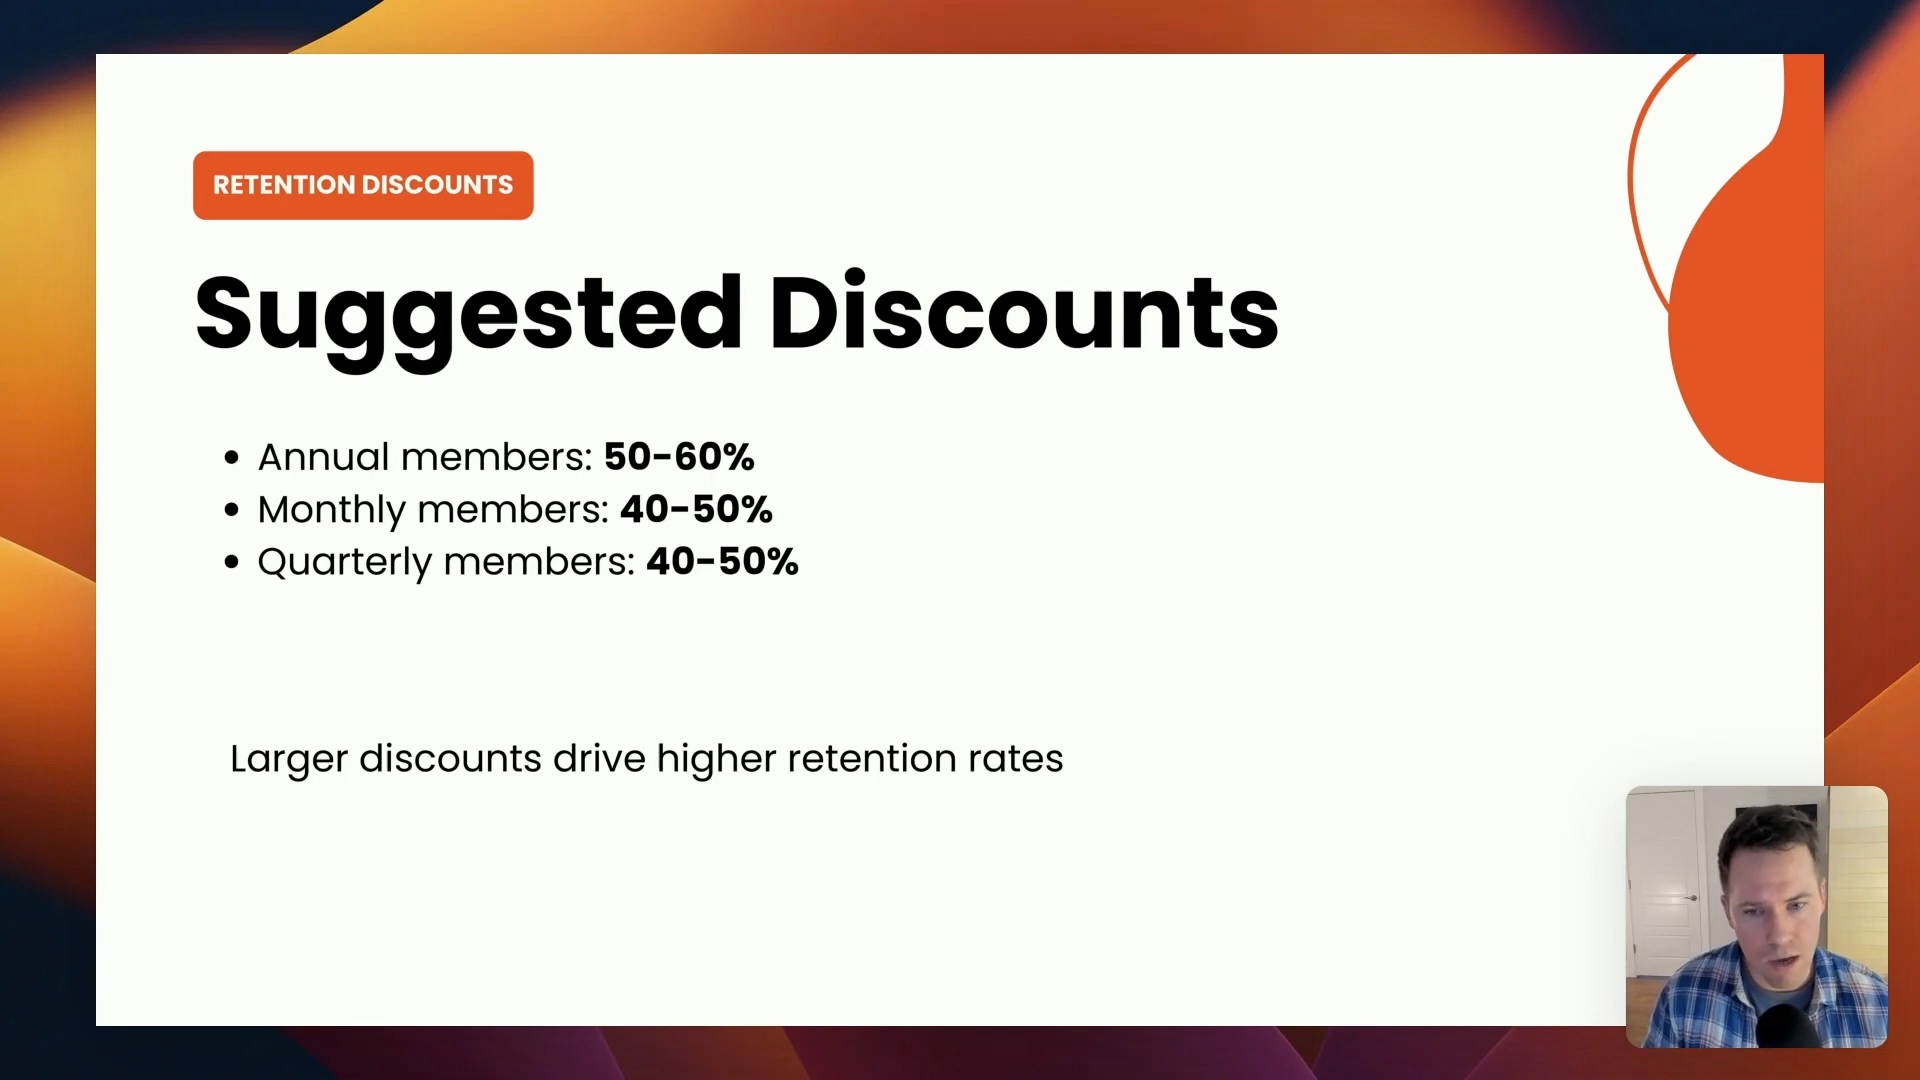 RETENTION DISCOUNTS
Suggested Discounts
• Annual members: 50-60%
• Monthly members: 40-50%
• Quarterly members: 40-50%
Larger discounts drive higher retention rates